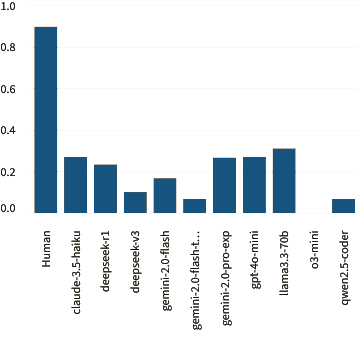 1.0
0.8
0.6
0.4
0.2
0.0
Human
claude-3.5-haiku
deepseek-r1
deepseek-v3
gemini-2.0-flash
gemini-2.0-flash-t...
gemini-2.0-pro-exp
gpt-4o-mini
llama3.3-70b
o3-mini
qwen2.5-coder